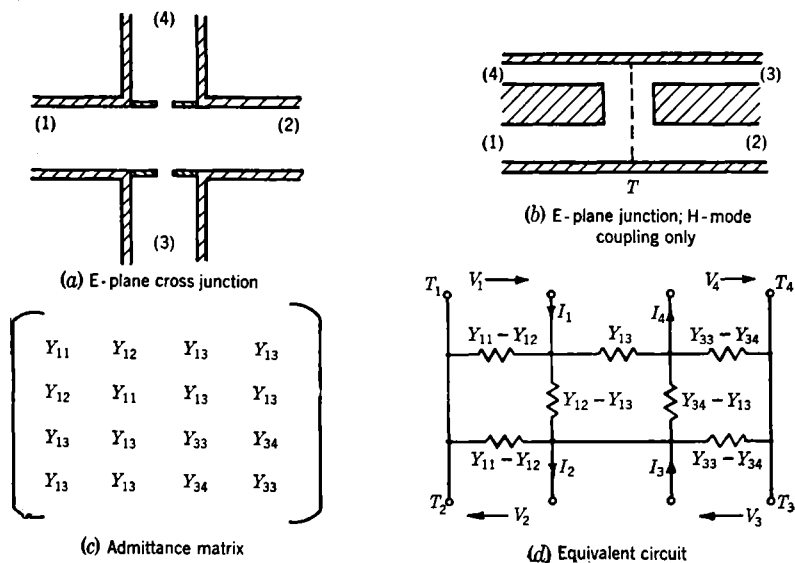 (4)
(1)
(2)
(3)
(a) E-plane cross junction
(4)
(3)
(1)
(2)
T
(b) E-plane junction; H-mode
coupling only
Y11 Y12 Y13 Y13
Y12 Y11 Y13 Y13
Y13 Y13 Y33 Y34
Y13 Y13 Y34 Y33
(c) Admittance matrix
T1 V1 V4 T4
I1 I4
Y11 − Y12 Y13 Y33 − Y34
Y12 − Y13 Y34 − Y13
Y11 − Y12 I2 I3 Y33 − Y34
T2 V2 V3 T3
(d) Equivalent circuit